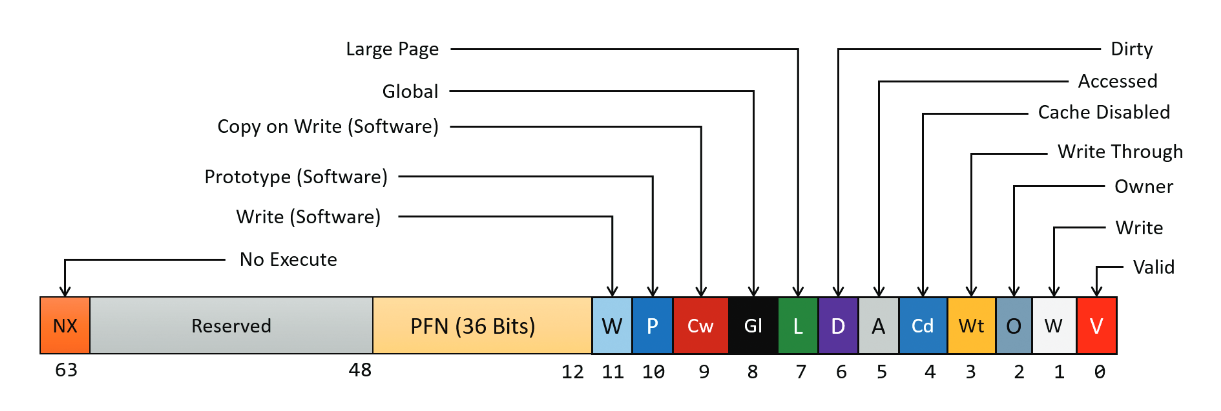 Large Page
Dirty
Global
Accessed
Copy on Write (Software)
Cache Disabled
Write Through
Prototype (Software)
Owner
Write (Software)
Write
No Execute
Valid
NX Reserved PFN (36 Bits) W P Cw Gl L D A Cd Wt O W V
63 48 12 11 10 9 8 7 6 5 4 3 2 1 0